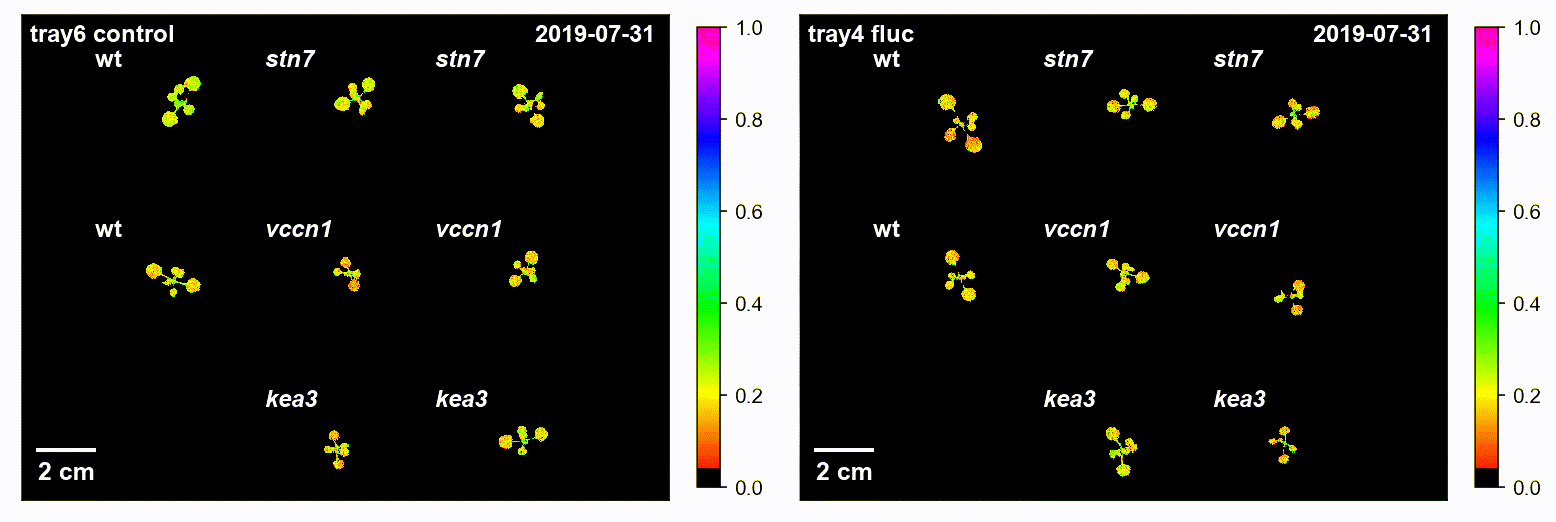 tray6 control 2019-07-31
wt stn7 stn7
wt vccn1 vccn1
kea3 kea3
2 cm
1.0
0.8
0.6
0.4
0.2
0.0
tray4 fluc 2019-07-31
wt stn7 stn7
wt vccn1 vccn1
kea3 kea3
2 cm
1.0
0.8
0.6
0.4
0.2
0.0